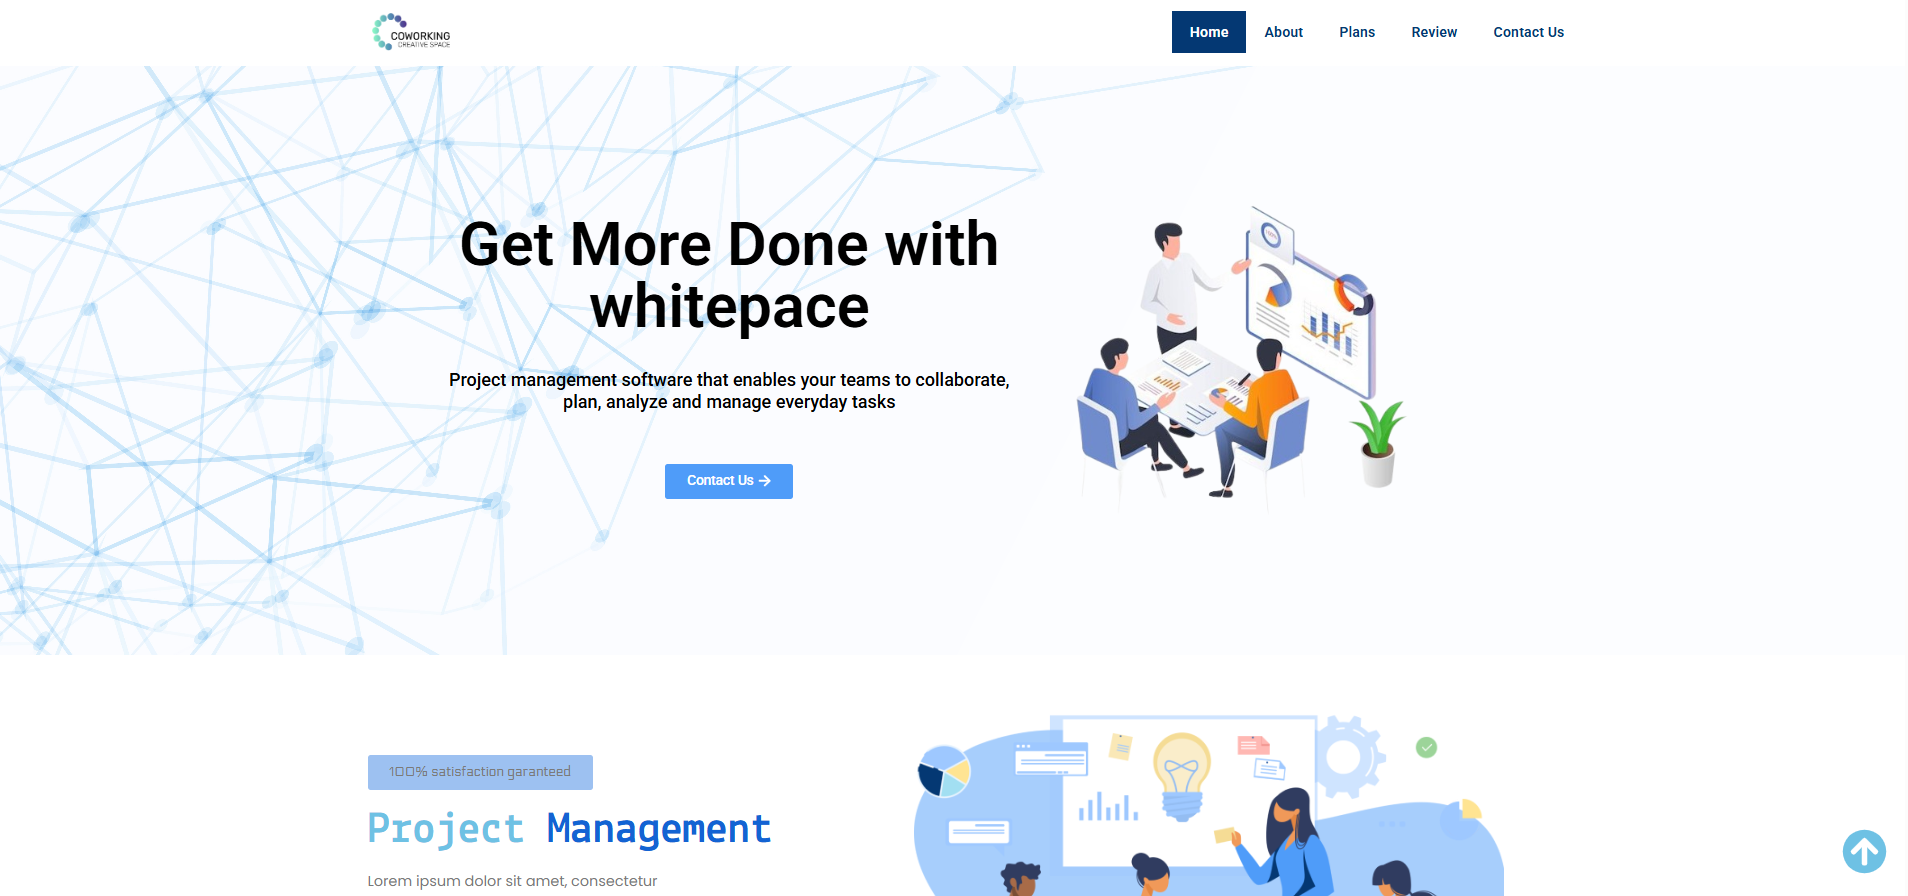 COWORKING
CREATIVE SPACE
Home
About
Plans
Review
Contact Us
Get More Done with
whitepace
Project management software that enables your teams to collaborate,
plan, analyze and manage everyday tasks
Contact Us
100% satisfaction garanteed
Project Management
Lorem ipsum dolor sit amet, consectetur